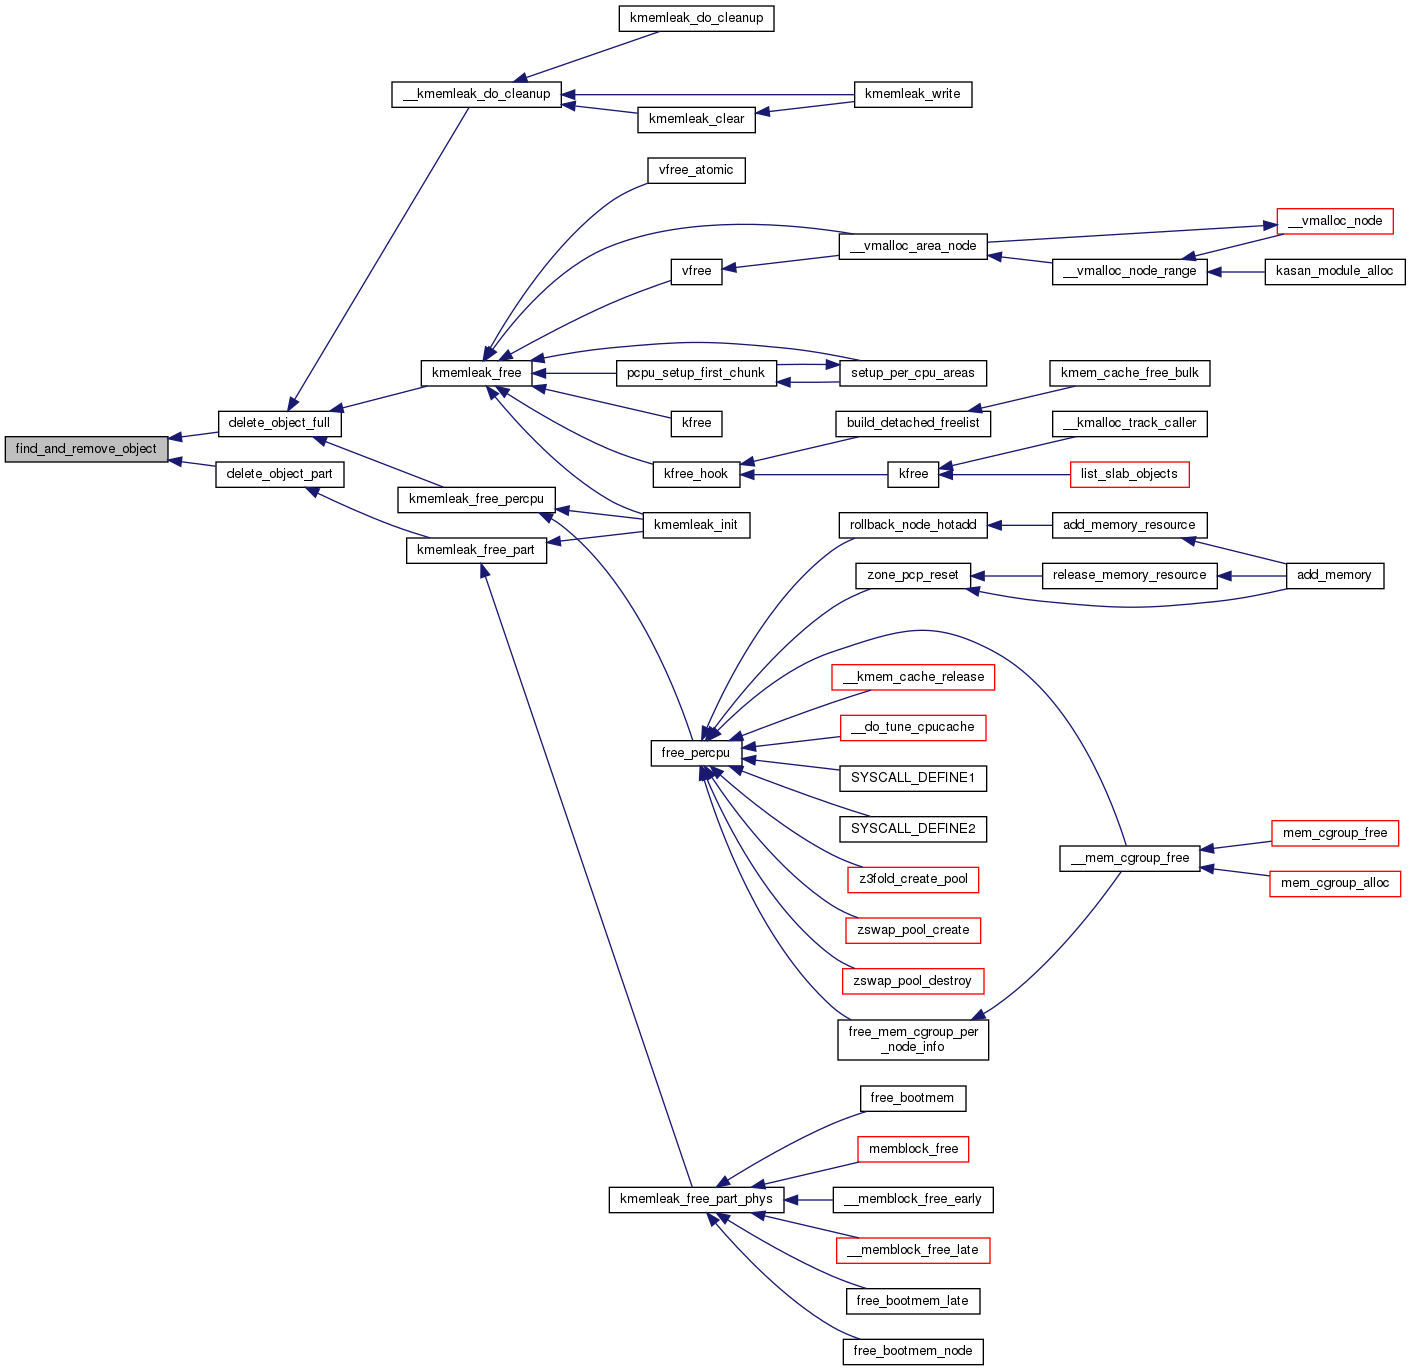 kmemleak_do_cleanup
__kmemleak_do_cleanup
kmemleak_write
kmemleak_clear
vfree_atomic
__vmalloc_node
__vmalloc_area_node
vfree
__vmalloc_node_range
kasan_module_alloc
kmemleak_free
pcpu_setup_first_chunk
setup_per_cpu_areas
kmem_cache_free_bulk
delete_object_full
kfree
build_detached_freelist
__kmalloc_track_caller
find_and_remove_object
delete_object_part
kfree_hook
kfree
list_slab_objects
kmemleak_free_percpu
kmemleak_init
rollback_node_hotadd
add_memory_resource
kmemleak_free_part
zone_pcp_reset
release_memory_resource
add_memory
__kmem_cache_release
__do_tune_cpucache
free_percpu
SYSCALL_DEFINE1
SYSCALL_DEFINE2
mem_cgroup_free
__mem_cgroup_free
z3fold_create_pool
mem_cgroup_alloc
zswap_pool_create
zswap_pool_destroy
free_mem_cgroup_per
_node_info
free_bootmem
memblock_free
kmemleak_free_part_phys
__memblock_free_early
__memblock_free_late
free_bootmem_late
free_bootmem_node